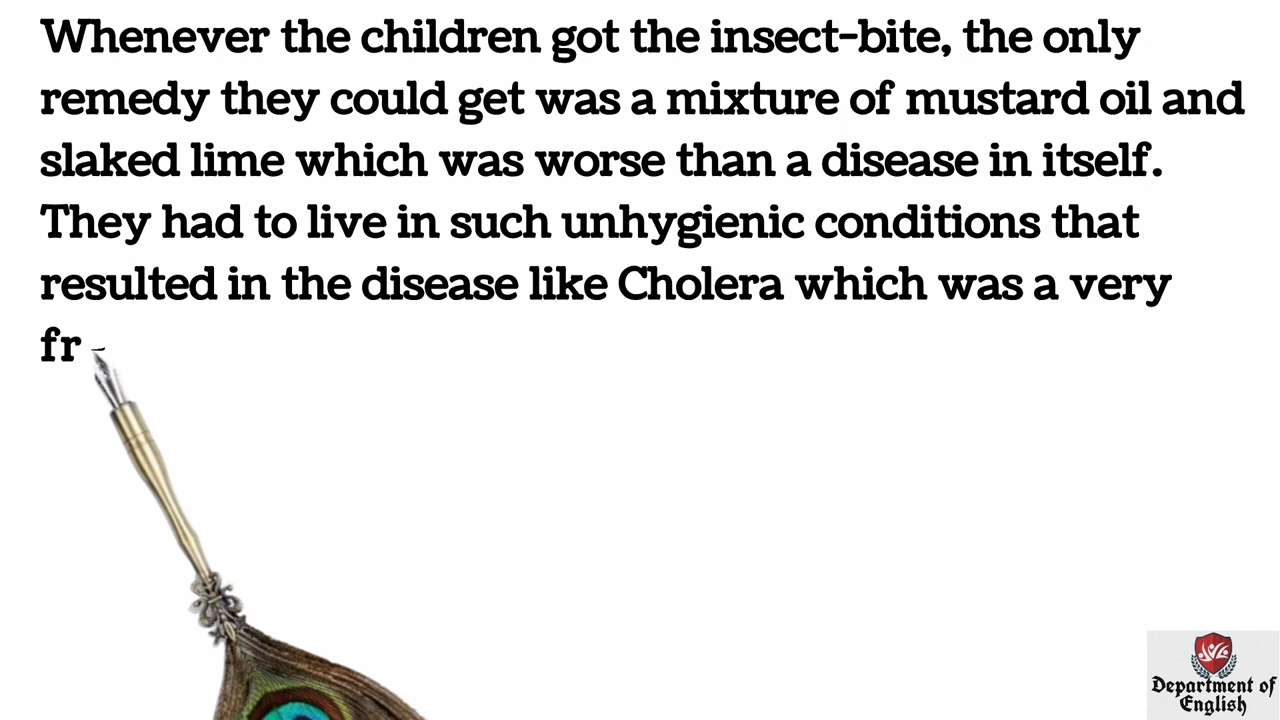 Whenever the children got the insect-bite, the only
remedy they could get was a mixture of mustard oil and
slaked lime which was worse than a disease in itself.
They had to live in such unhygienic conditions that
resulted in the disease like Cholera which was a very
fr
Department of
English